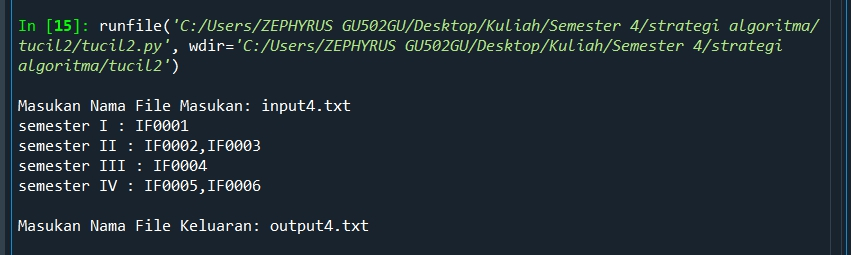 In [15]: runfile('C:/Users/ZEPHYRUS GU502GU/Desktop/Kuliah/Semester 4/strategi algoritma/
tucil2/tucil2.py', wdir='C:/Users/ZEPHYRUS GU502GU/Desktop/Kuliah/Semester 4/strategi
algoritma/tucil2')
Masukan Nama File Masukan: input4.txt
semester I : IF0001
semester II : IF0002,IF0003
semester III : IF0004
semester IV : IF0005,IF0006
Masukan Nama File Keluaran: output4.txt